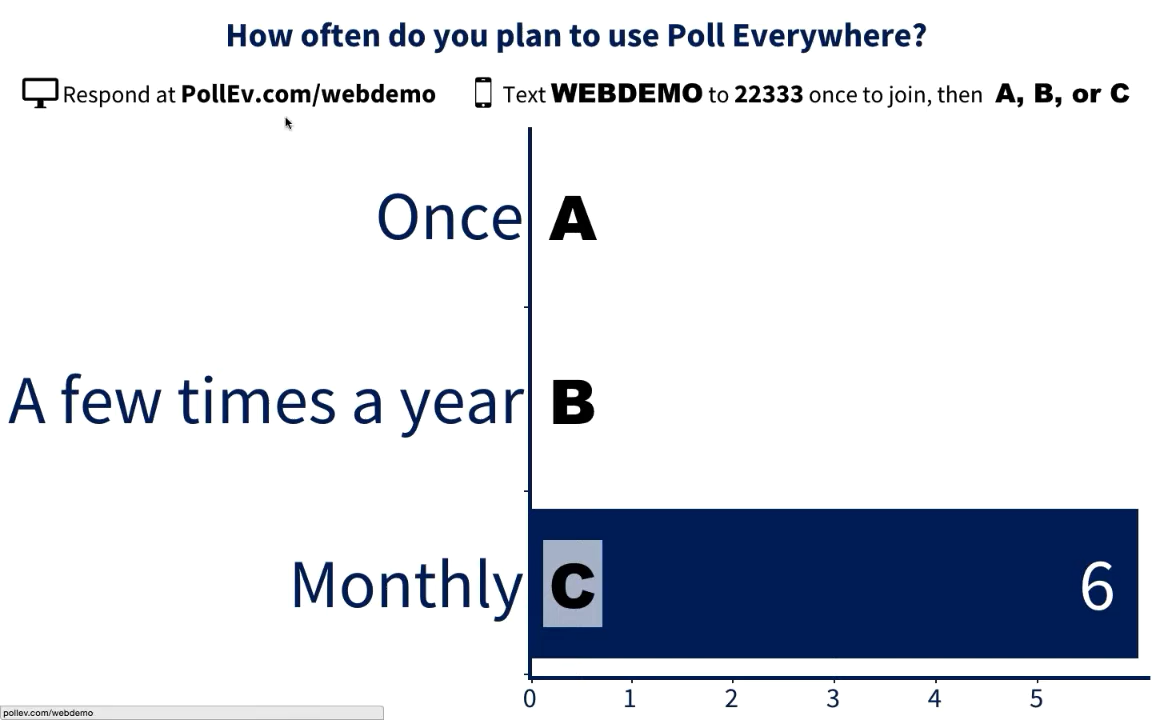 How often do you plan to use Poll Everywhere?
Respond at PollEv.com/webdemo Text WEBDEMO to 22333 once to join, then A, B, or C
Once A
A few times a year B
Monthly C 6
0 1 2 3 4 5
pollev.com/webdemo